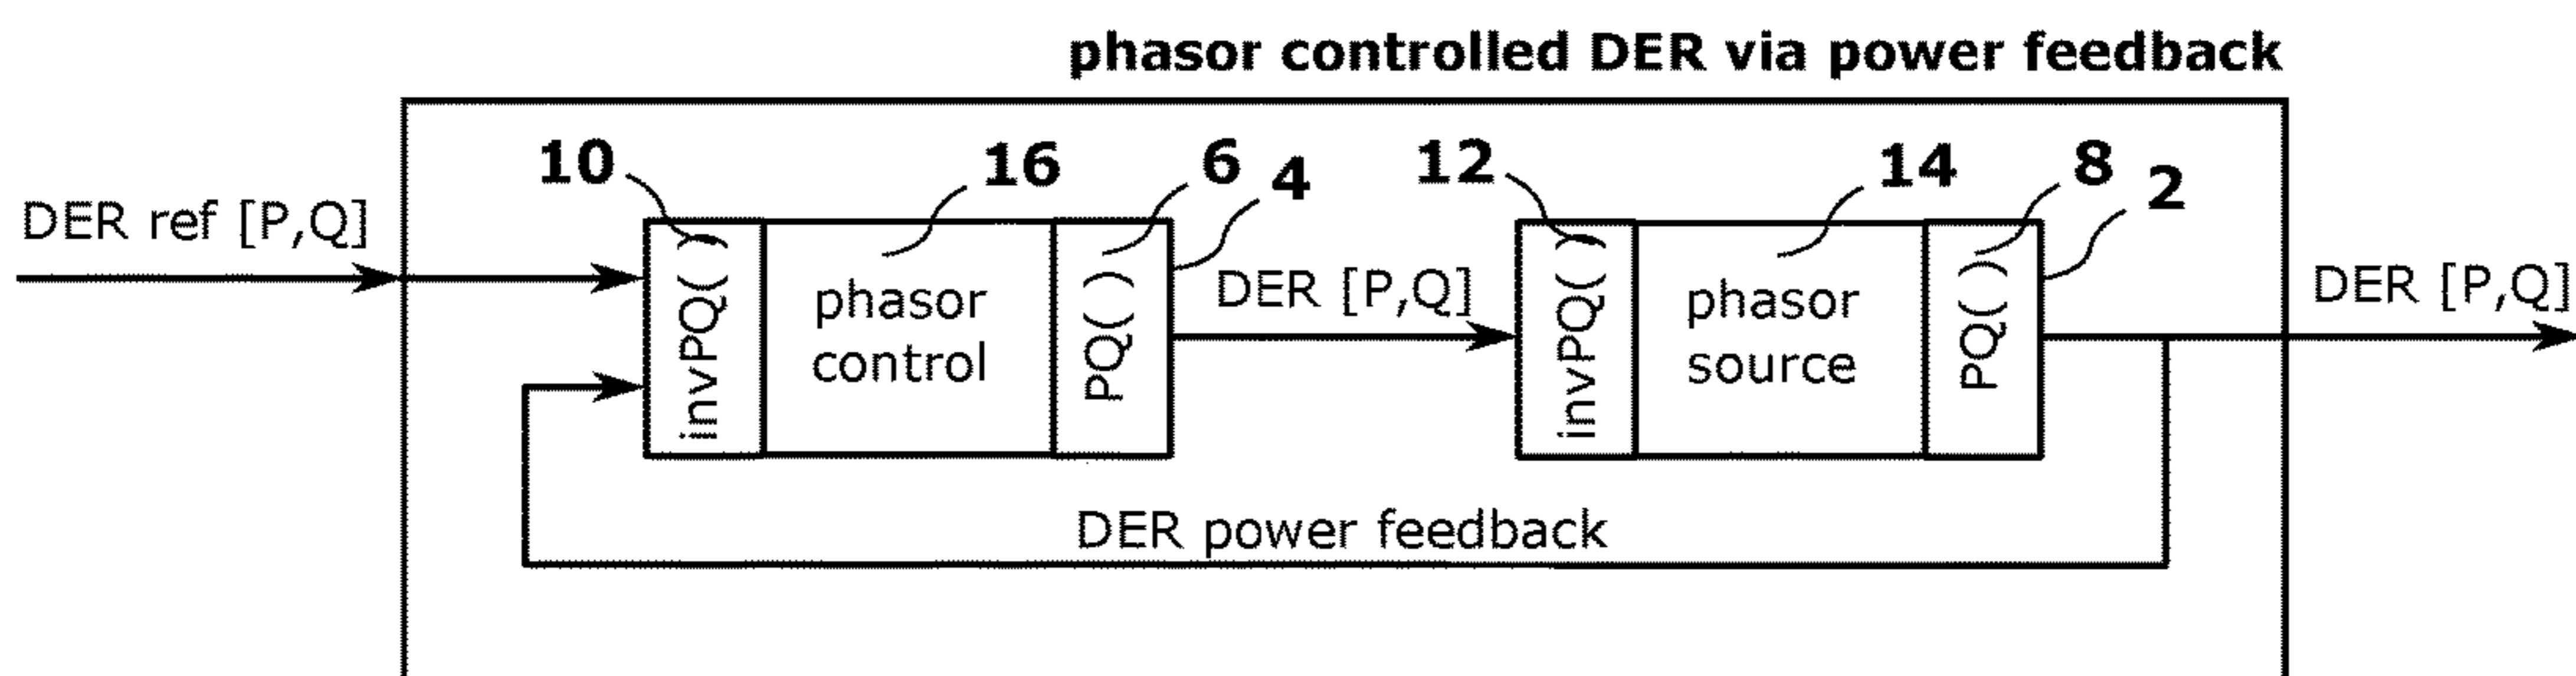 phasor controlled DER via power feedback
10
16
6
4
12
14
8
2
DER ref [P,Q]
invPQ( )
phasor
control
PQ( )
DER [P,Q]
invPQ( )
phasor
source
PQ( )
DER [P,Q]
DER power feedback